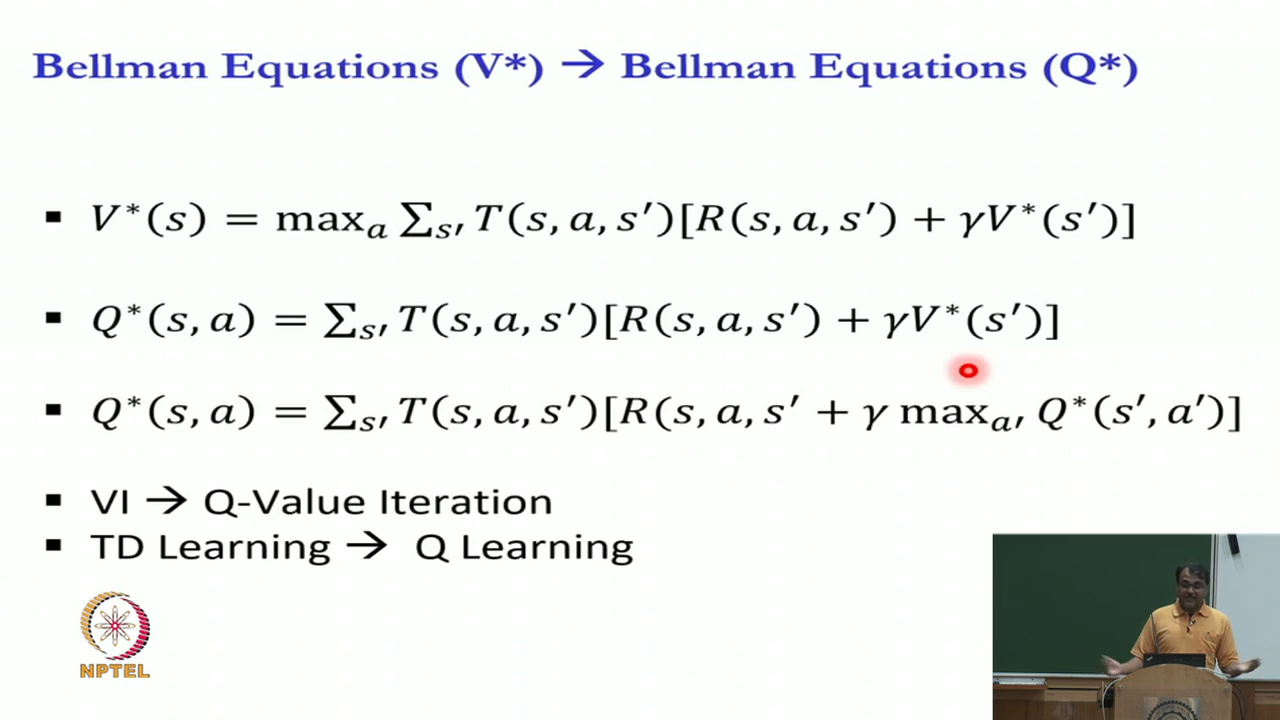 Bellman Equations (V*) → Bellman Equations (Q*)
▪ V*(s) = maxₐ ∑ₛ′ T(s, a, s′)[R(s, a, s′) + γV*(s′)]
▪ Q*(s, a) = ∑ₛ′ T(s, a, s′)[R(s, a, s′) + γV*(s′)]
▪ Q*(s, a) = ∑ₛ′ T(s, a, s′)[R(s, a, s′ + γ maxₐ′ Q*(s′, a′)]
▪ VI → Q-Value Iteration
▪ TD Learning → Q Learning
NPTEL